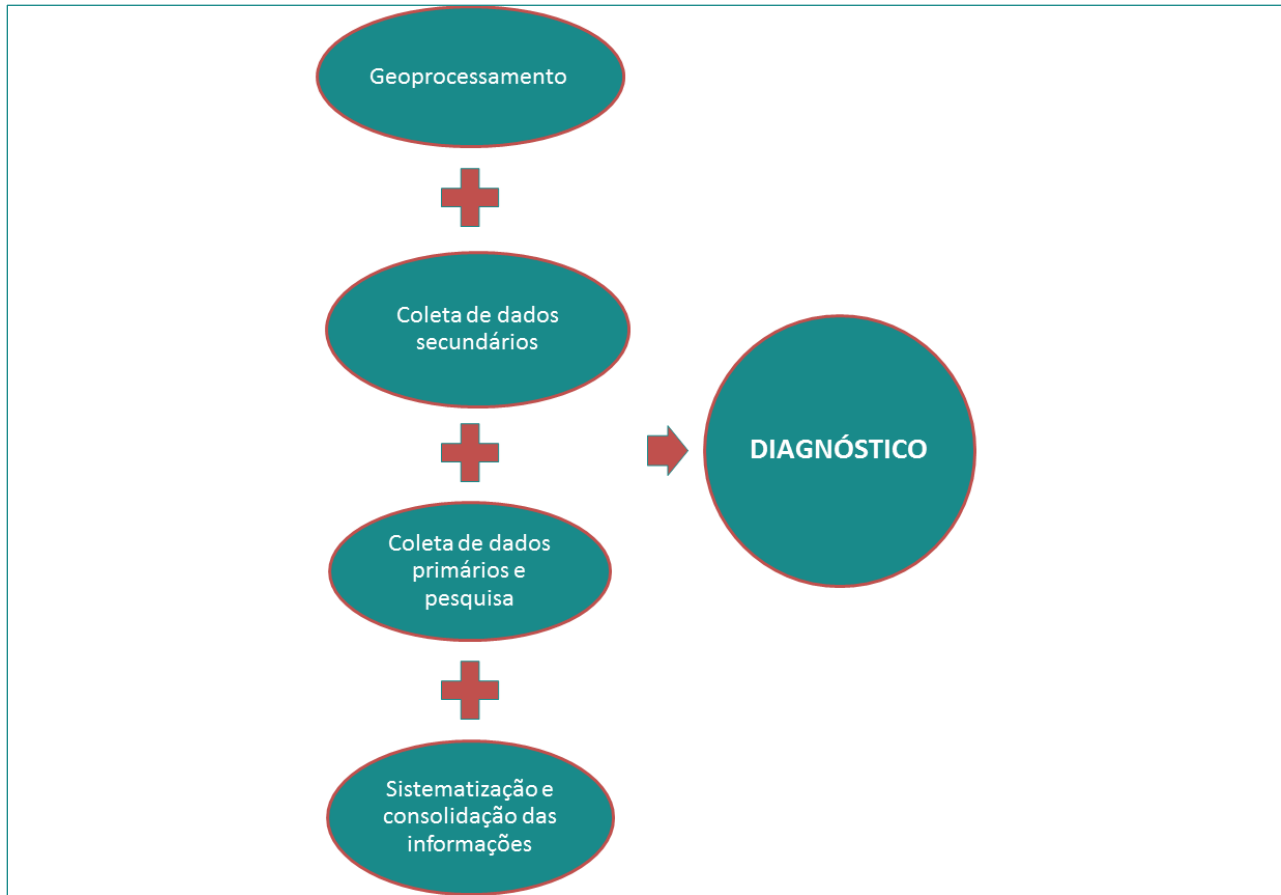 Geoprocessamento
Coleta de dados
secundários
Coleta de dados
primários e
pesquisa
Sistematização e
consolidação das
informações
DIAGNÓSTICO